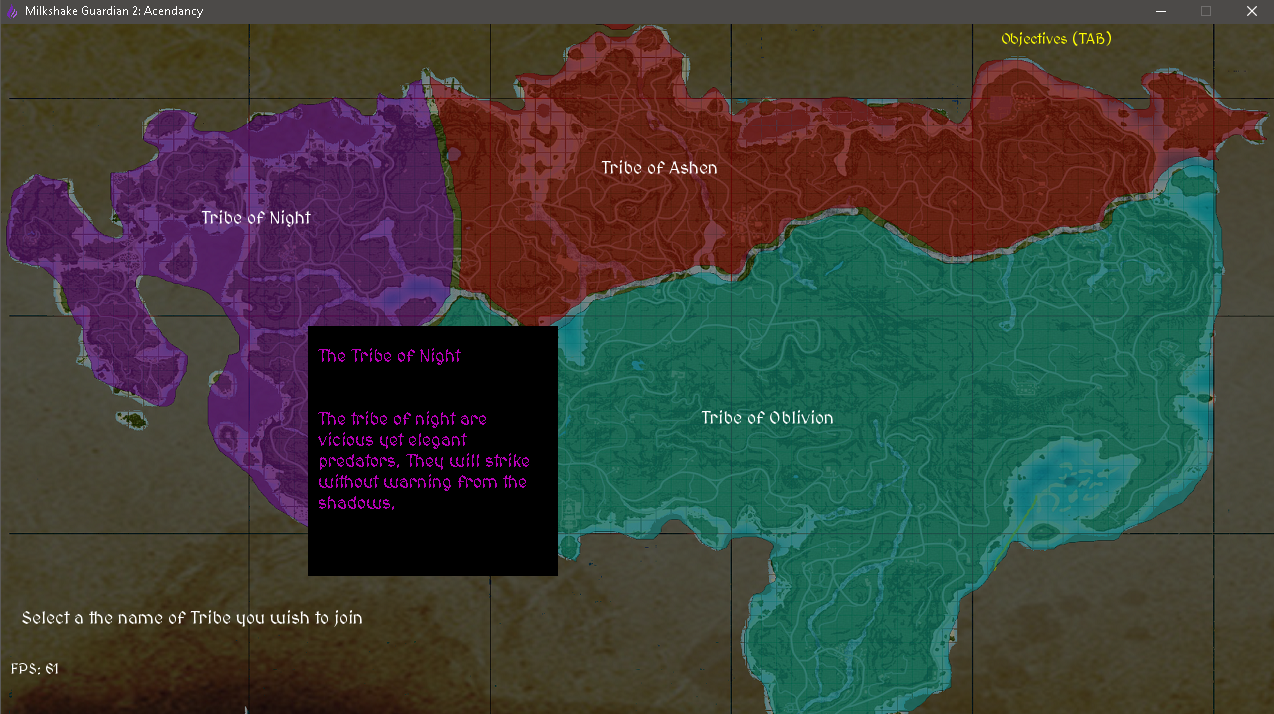 Milkshake Guardian 2: Acendancy
Objectives (TAB)
Tribe of Ashen
Tribe of Night
The Tribe of Night
The tribe of night are
vicious yet elegant
predators. They will strike
without warning from the
shadows.
Tribe of Oblivion
Select a the name of Tribe you wish to join
FPS: 61